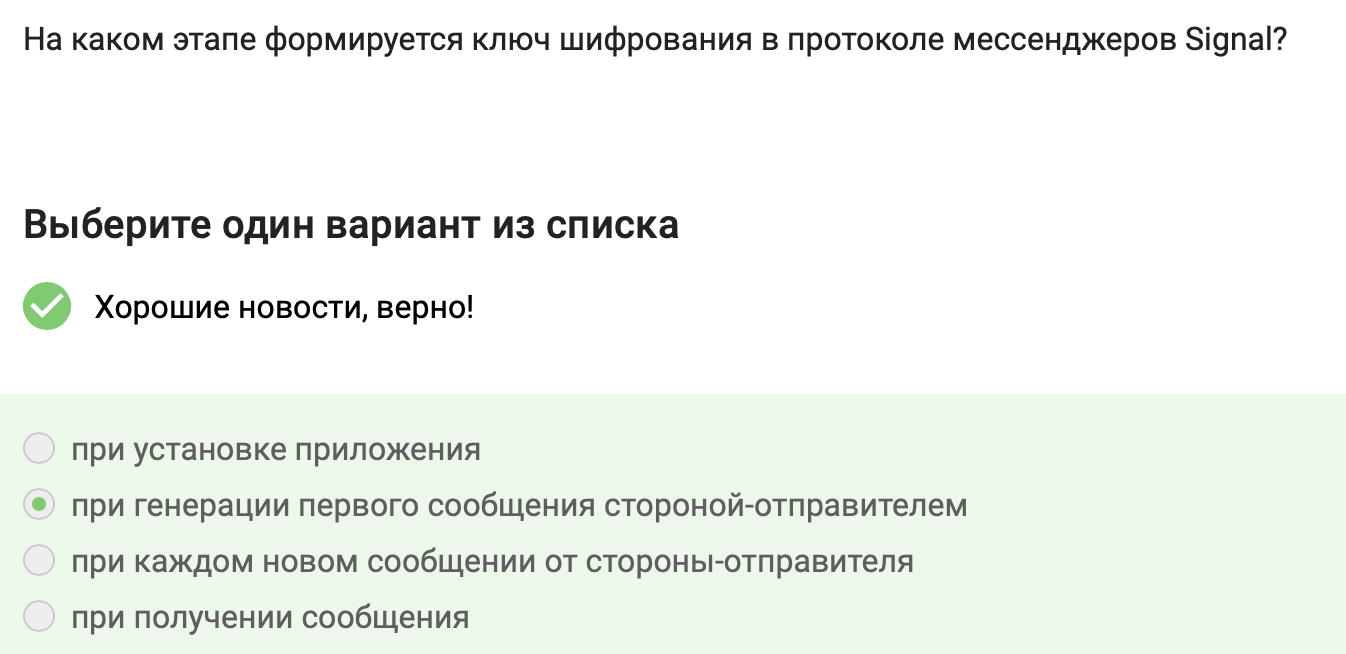 На каком этапе формируется ключ шифрования в протоколе мессенджеров Signal?
Выберите один вариант из списка
Хорошие новости, верно!
при установке приложения
при генерации первого сообщения стороной-отправителем
при каждом новом сообщении от стороны-отправителя
при получении сообщения